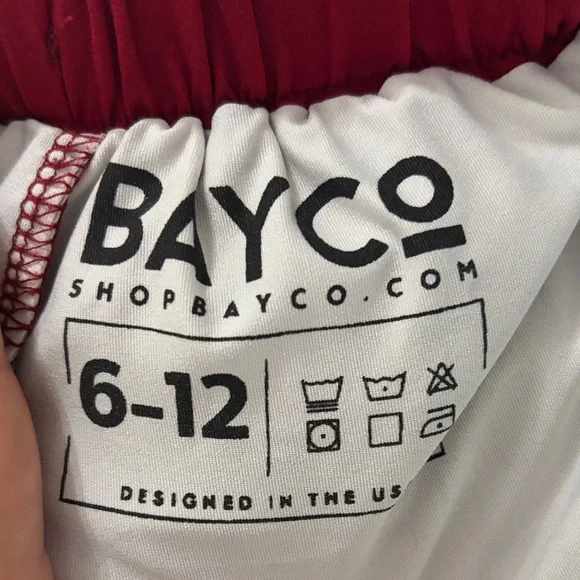 BAYCO
SHOPBAYCO.COM
6-12
DESIGNED IN THE US